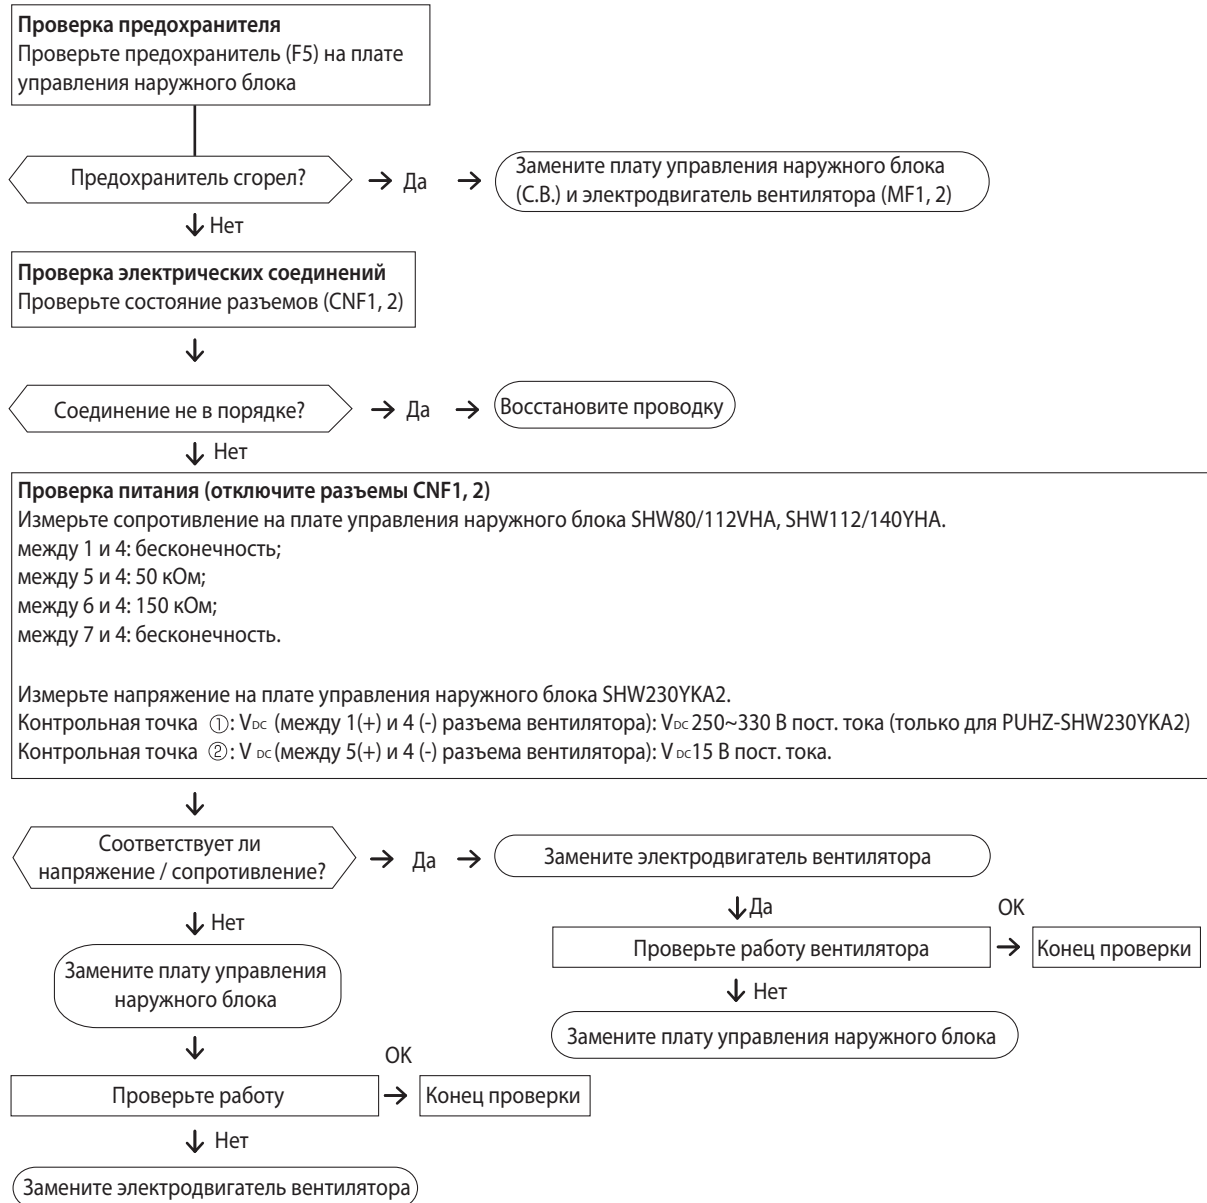 Проверка предохранителя
Проверьте предохранитель (F5) на плате
управления наружного блока
Предохранитель сгорел?
Да
Замените плату управления наружного блока
(C.B.) и электродвигатель вентилятора (MF1, 2)
Нет
Проверка электрических соединений
Проверьте состояние разъемов (CNF1, 2)
Соединение не в порядке?
Да
Восстановите проводку
Нет
Проверка питания (отключите разъемы CNF1, 2)
Измерьте сопротивление на плате управления наружного блока SHW80/112VHA, SHW112/140YHA.
между 1 и 4: бесконечность;
между 5 и 4: 50 кОм;
между 6 и 4: 150 кОм;
между 7 и 4: бесконечность.
Измерьте напряжение на плате управления наружного блока SHW230YKA2.
Контрольная точка ①: VDC (между 1(+) и 4 (-) разъема вентилятора): VDC 250~330 В пост. тока (только для PUHZ-SHW230YKA2)
Контрольная точка ②: V DC (между 5(+) и 4 (-) разъема вентилятора): V DC 15 В пост. тока.
Соответствует ли
напряжение / сопротивление?
Да
Замените электродвигатель вентилятора
Нет
Да
OK
Проверьте работу вентилятора
Конец проверки
Замените плату управления
наружного блока
Нет
Замените плату управления наружного блока
OK
Проверьте работу
Конец проверки
Нет
Замените электродвигатель вентилятора